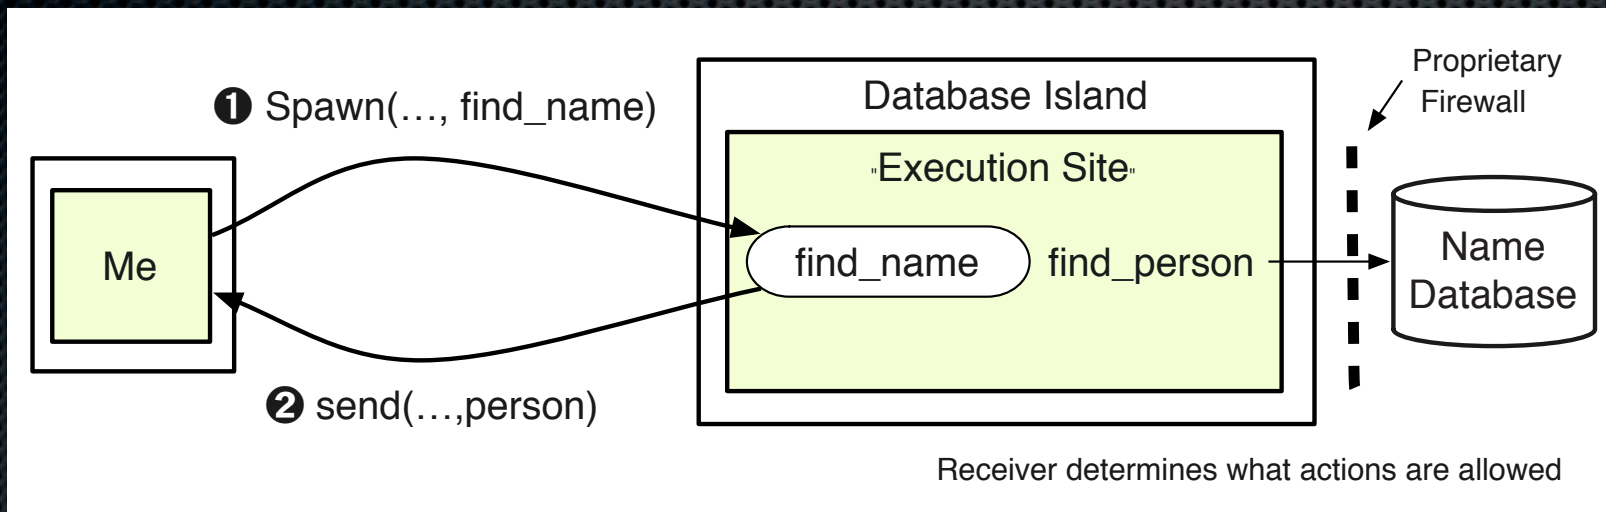 ❶ Spawn(…, find_name)
Me
❷ send(…,person)
Database Island
"Execution Site"
find_name
find_person
Proprietary
Firewall
Name
Database
Receiver determines what actions are allowed